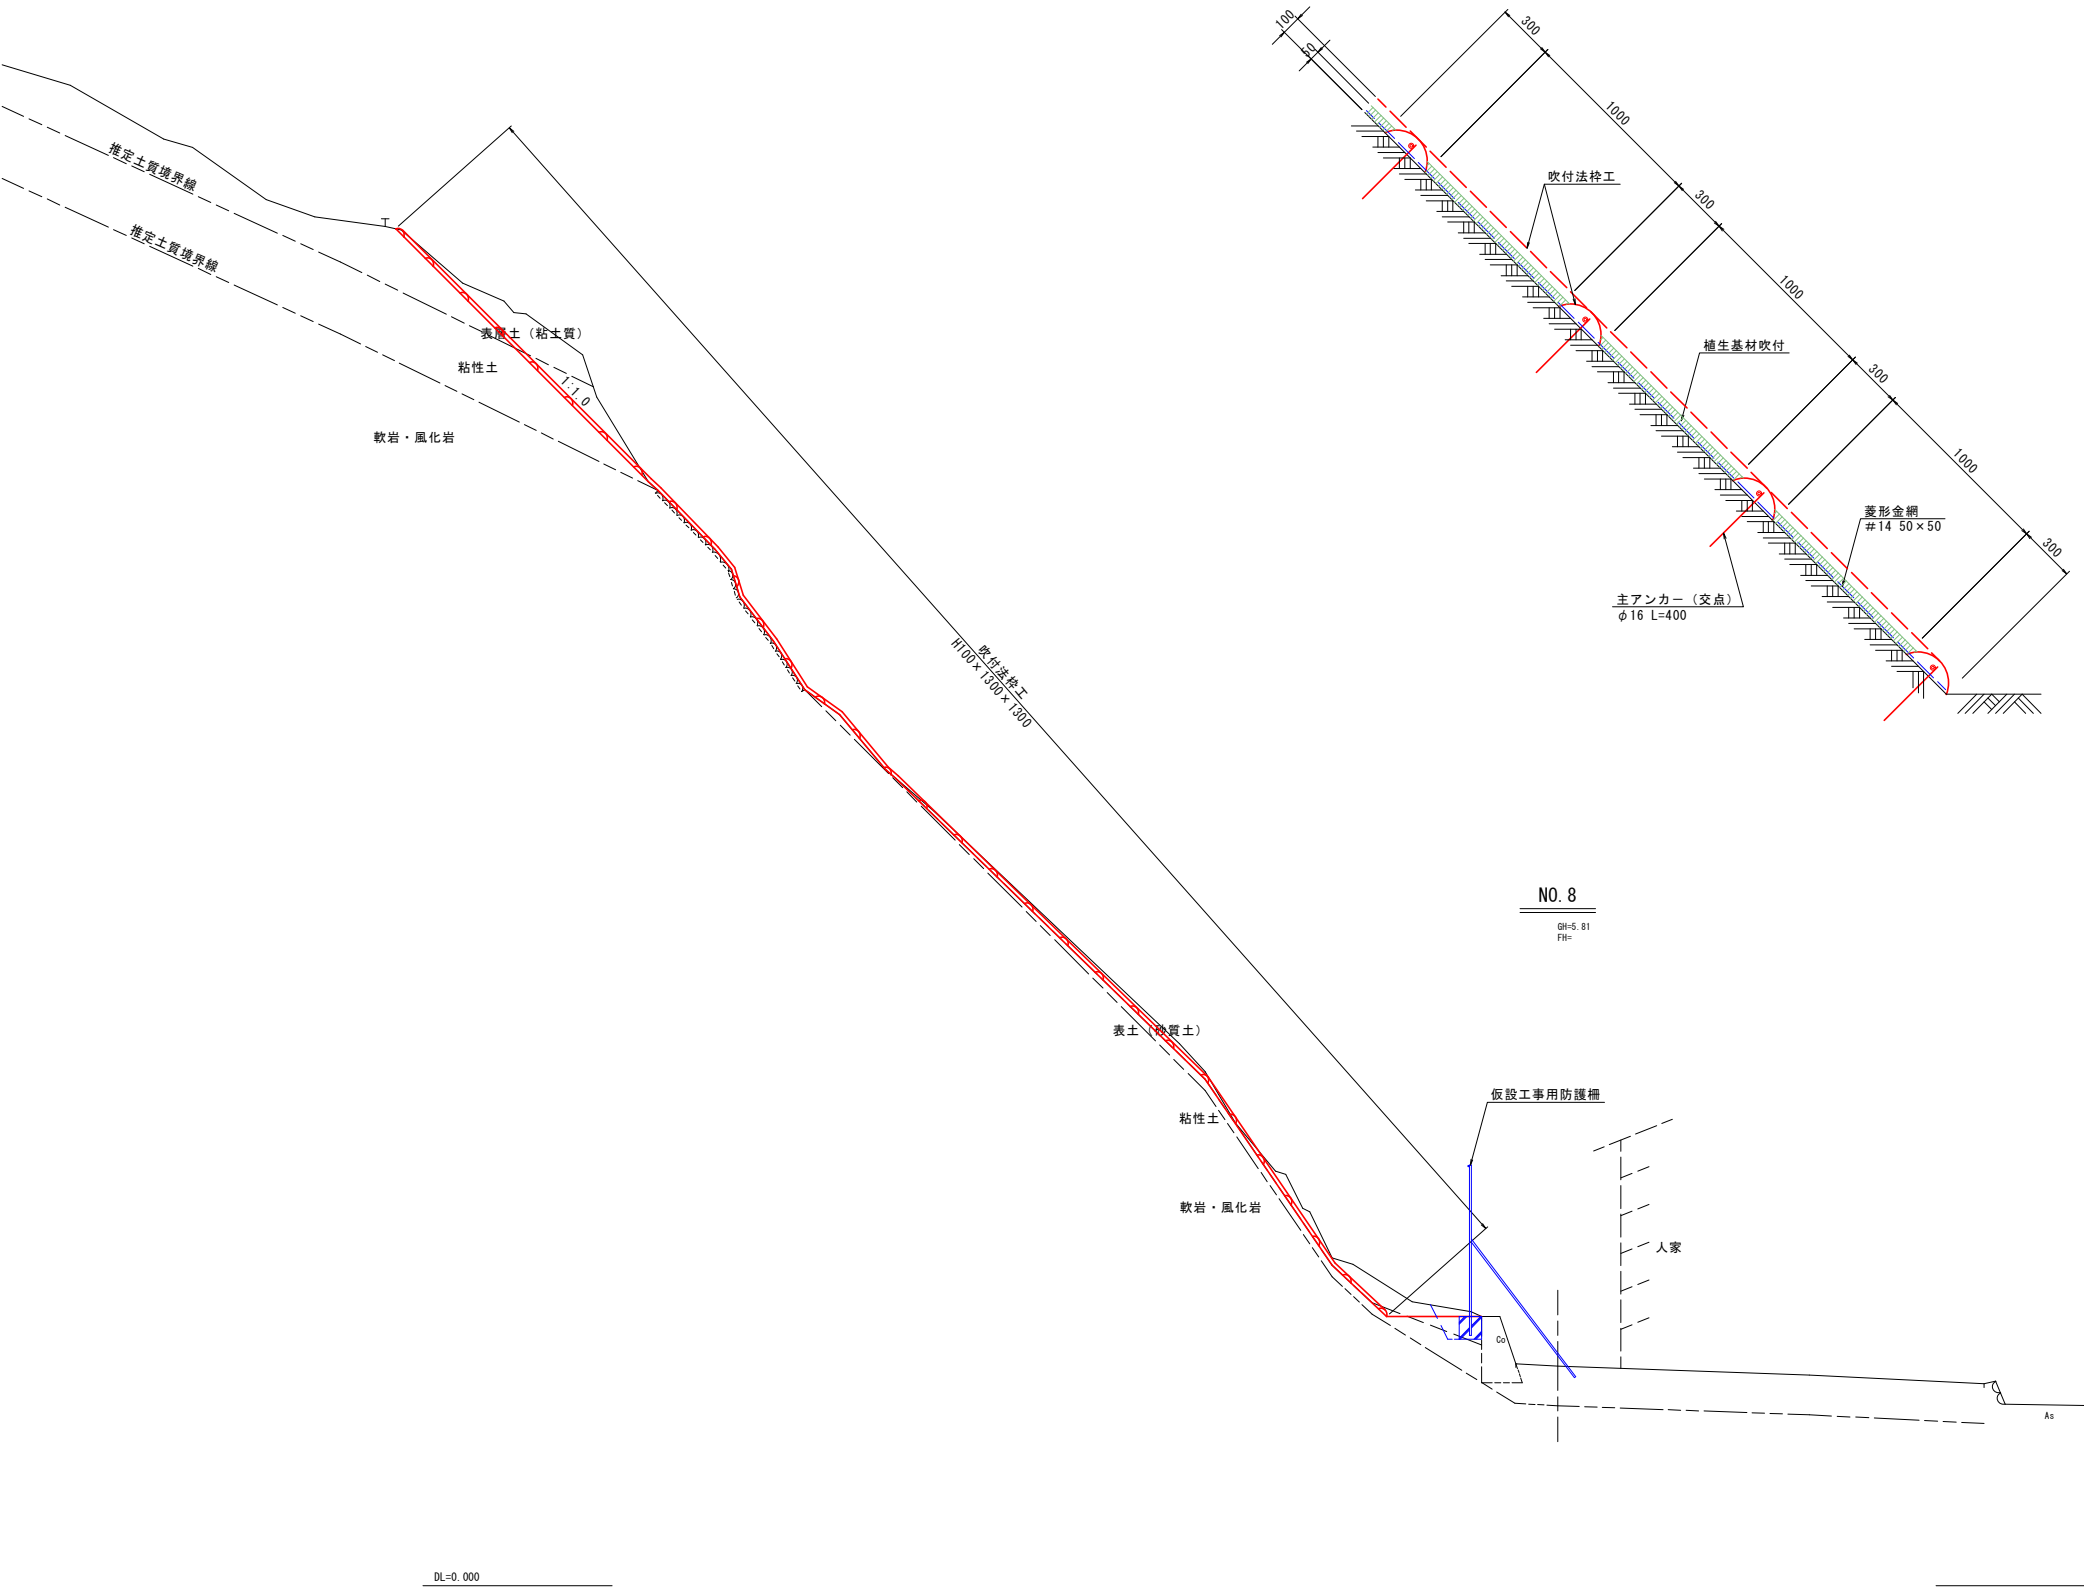 100
50
300
1000
300
1000
300
1000
300
吹付法枠工
植生基材吹付
菱形金網
#14 50×50
主アンカー（交点）
φ16 L=400
推定土質境界線
推定土質境界線
表層土（粘土質）
粘性土
1:1.0
軟岩・風化岩
吹付法枠工
H100×1300×1300
NO.8
GH=5.81
FH=
表土（砂質土）
粘性土
軟岩・風化岩
仮設工事用防護柵
人家
Co
As
DL=0.000